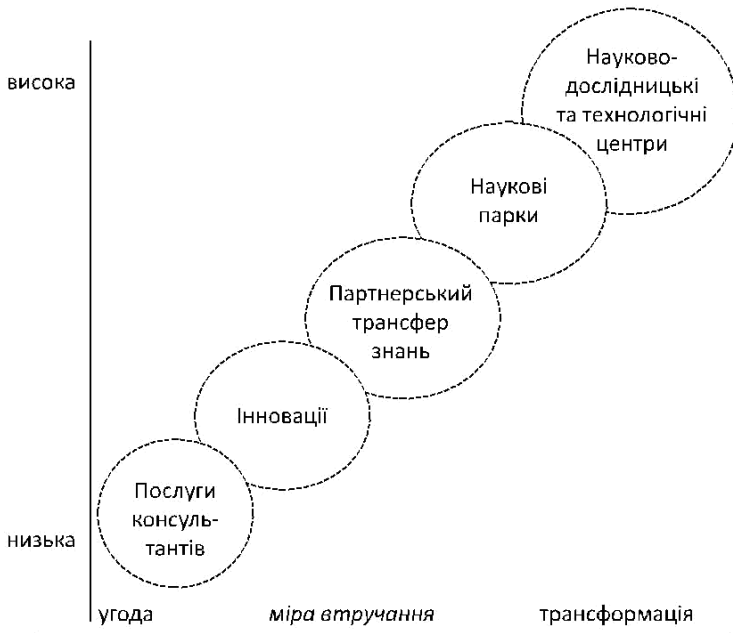 висока
Науково-
дослідницькі
та технологічні
центри
Наукові
парки
Партнерський
трансфер
знань
Інновації
Послуги
консуль-
тантів
низька
угода міра втручання трансформація